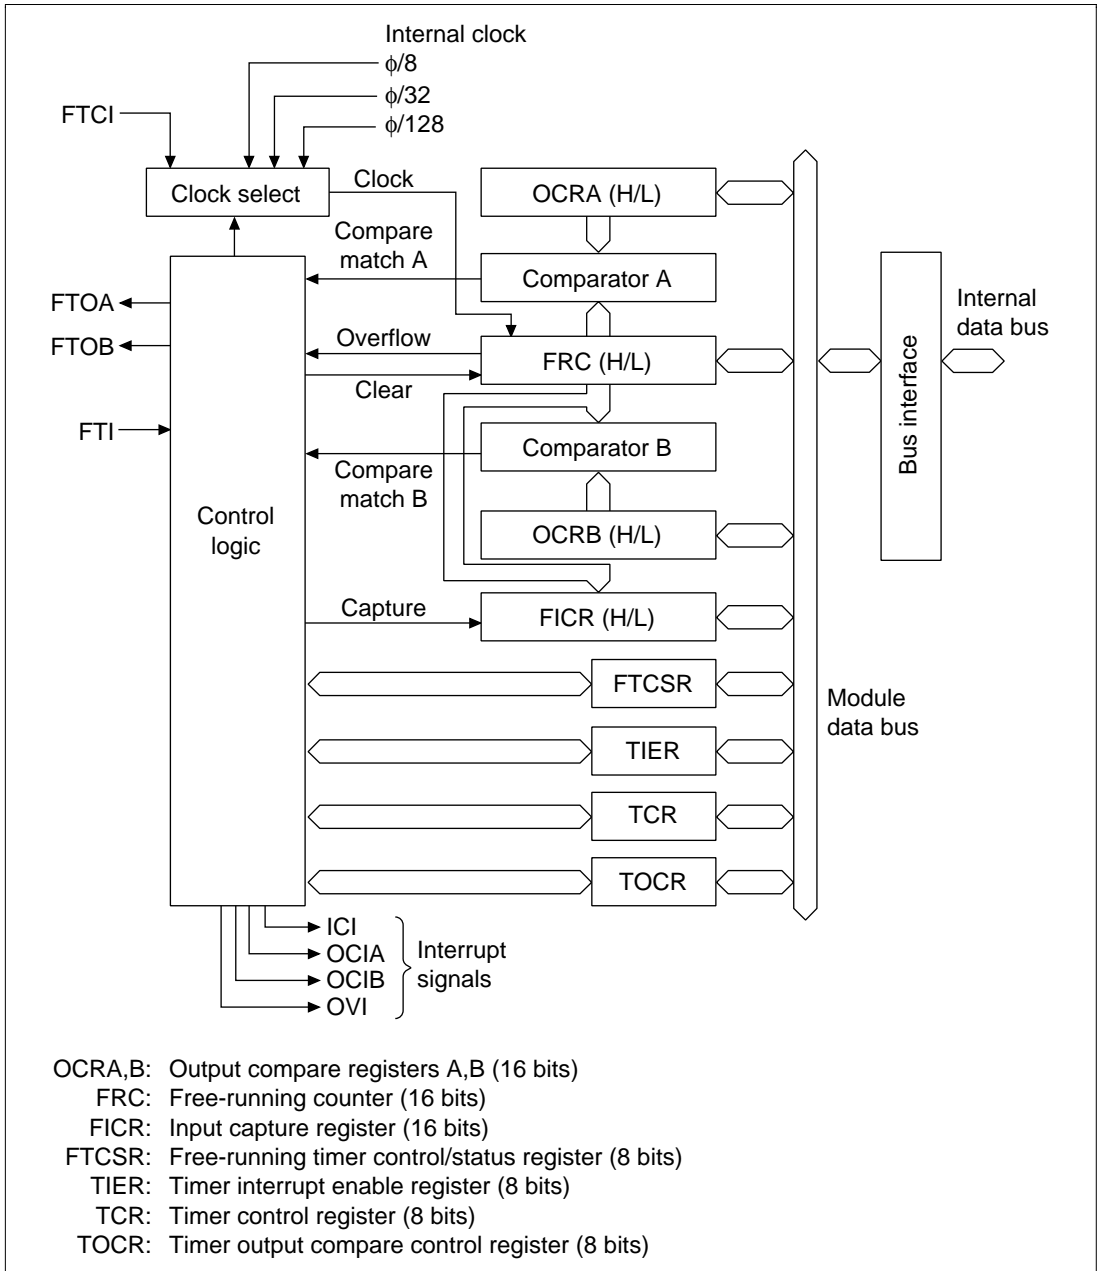 Internal clock
ϕ/8
ϕ/32
ϕ/128
FTCI
Clock select
Clock
OCRA (H/L)
Compare
match A
Comparator A
FTOA
FTOB
Overflow
FRC (H/L)
Clear
Internal
data bus
Bus interface
FTI
Comparator B
Compare
match B
Control
logic
OCRB (H/L)
Capture
FICR (H/L)
FTCSR
Module
data bus
TIER
TCR
TOCR
ICI
OCIA
OCIB
OVI
Interrupt
signals
OCRA,B: Output compare registers A,B (16 bits)
FRC: Free-running counter (16 bits)
FICR: Input capture register (16 bits)
FTCSR: Free-running timer control/status register (8 bits)
TIER: Timer interrupt enable register (8 bits)
TCR: Timer control register (8 bits)
TOCR: Timer output compare control register (8 bits)